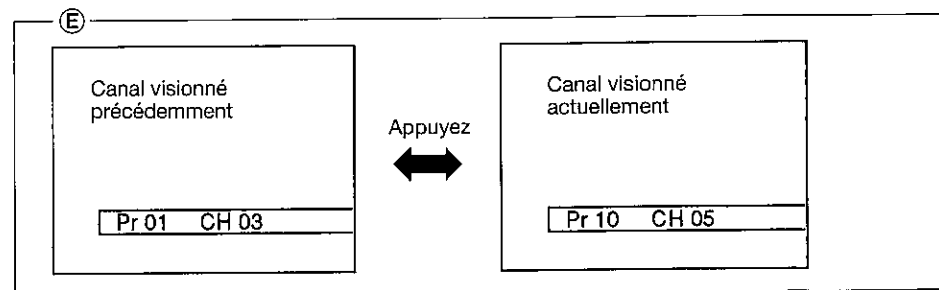 E
Canal visionné
précédemment
Pr 01 CH 03
Appuyez
Canal visionné
actuellement
Pr 10 CH 05